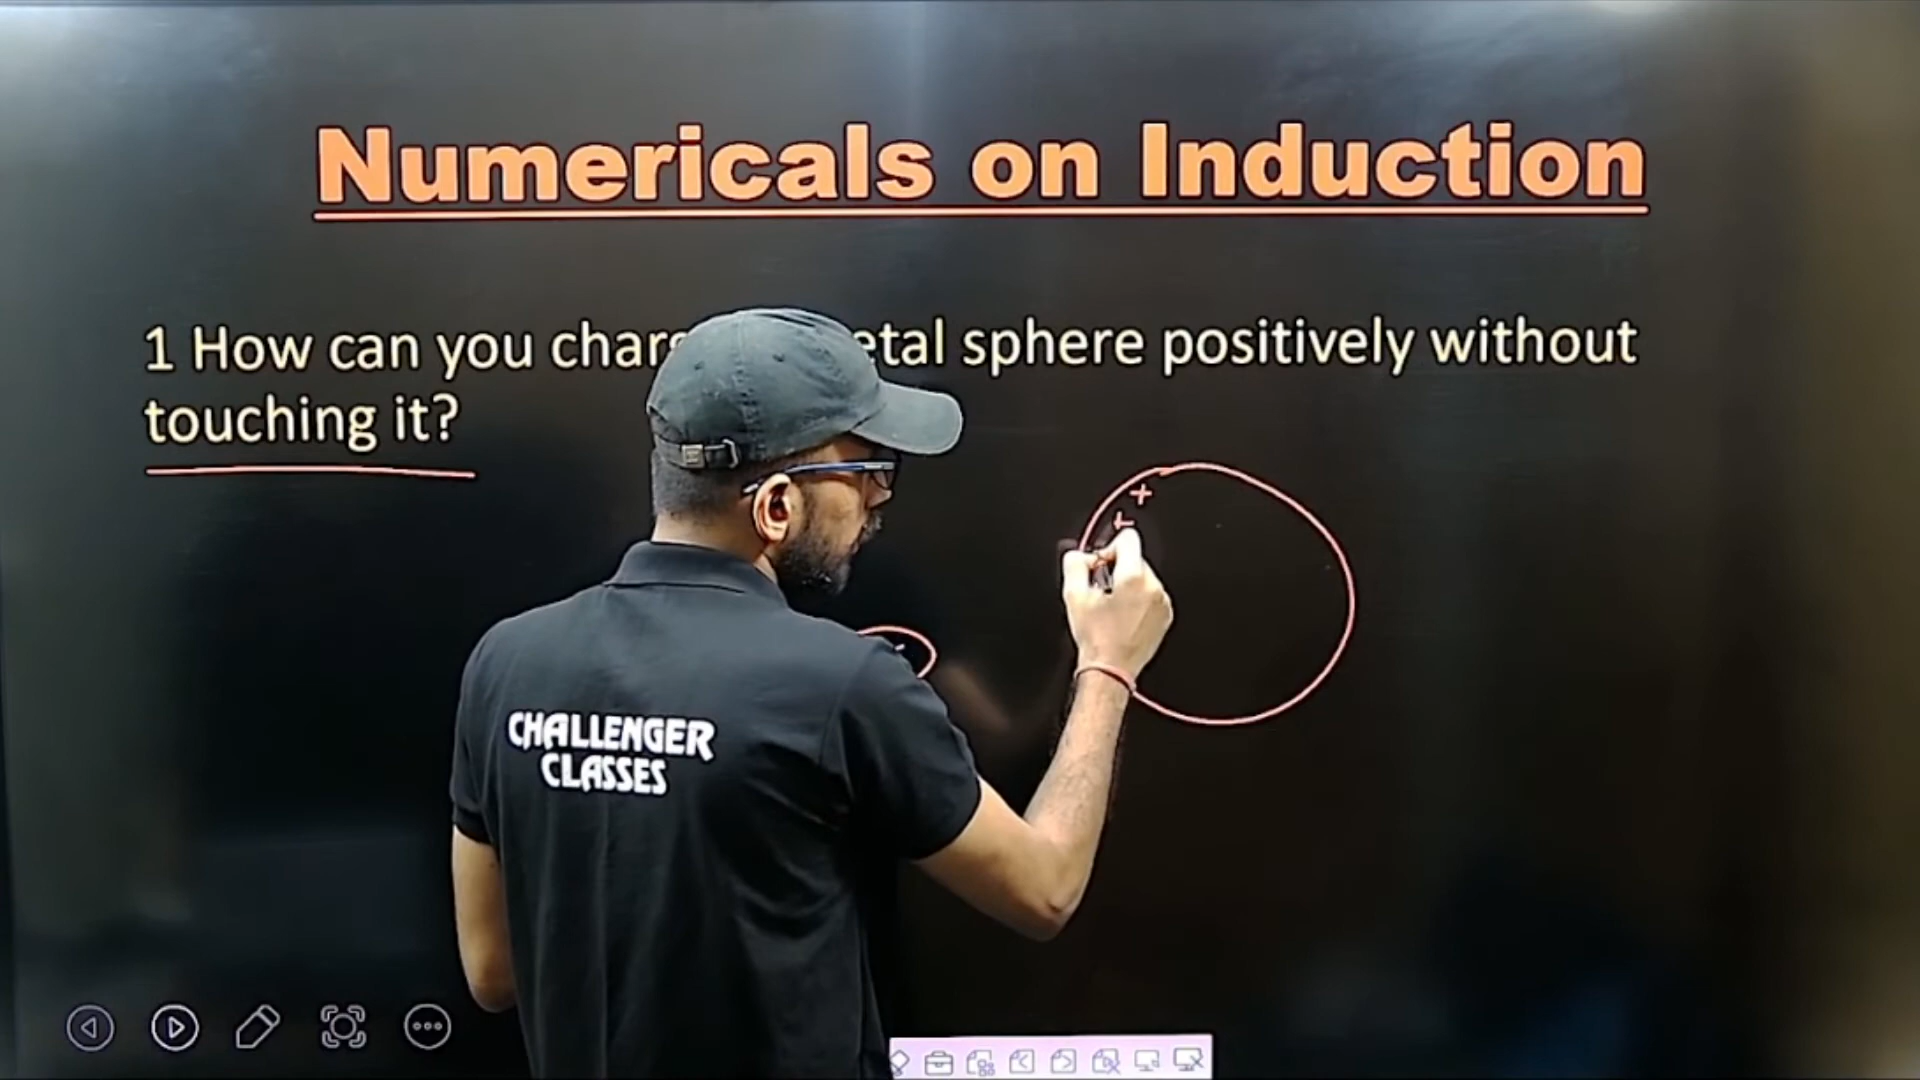 Numericals on Induction
1 How can you char etal sphere positively without
touching it?
+
+
CHALLENGER
CLASSES